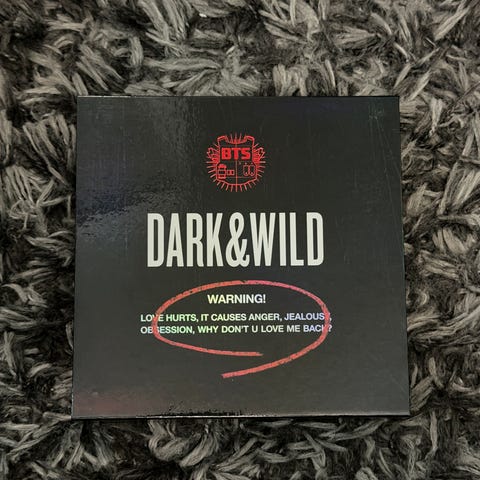 BTS
DARK&WILD
WARNING!
LOVE HURTS, IT CAUSES ANGER, JEALOUSY,
OBSESSION, WHY DON'T U LOVE ME BACK?